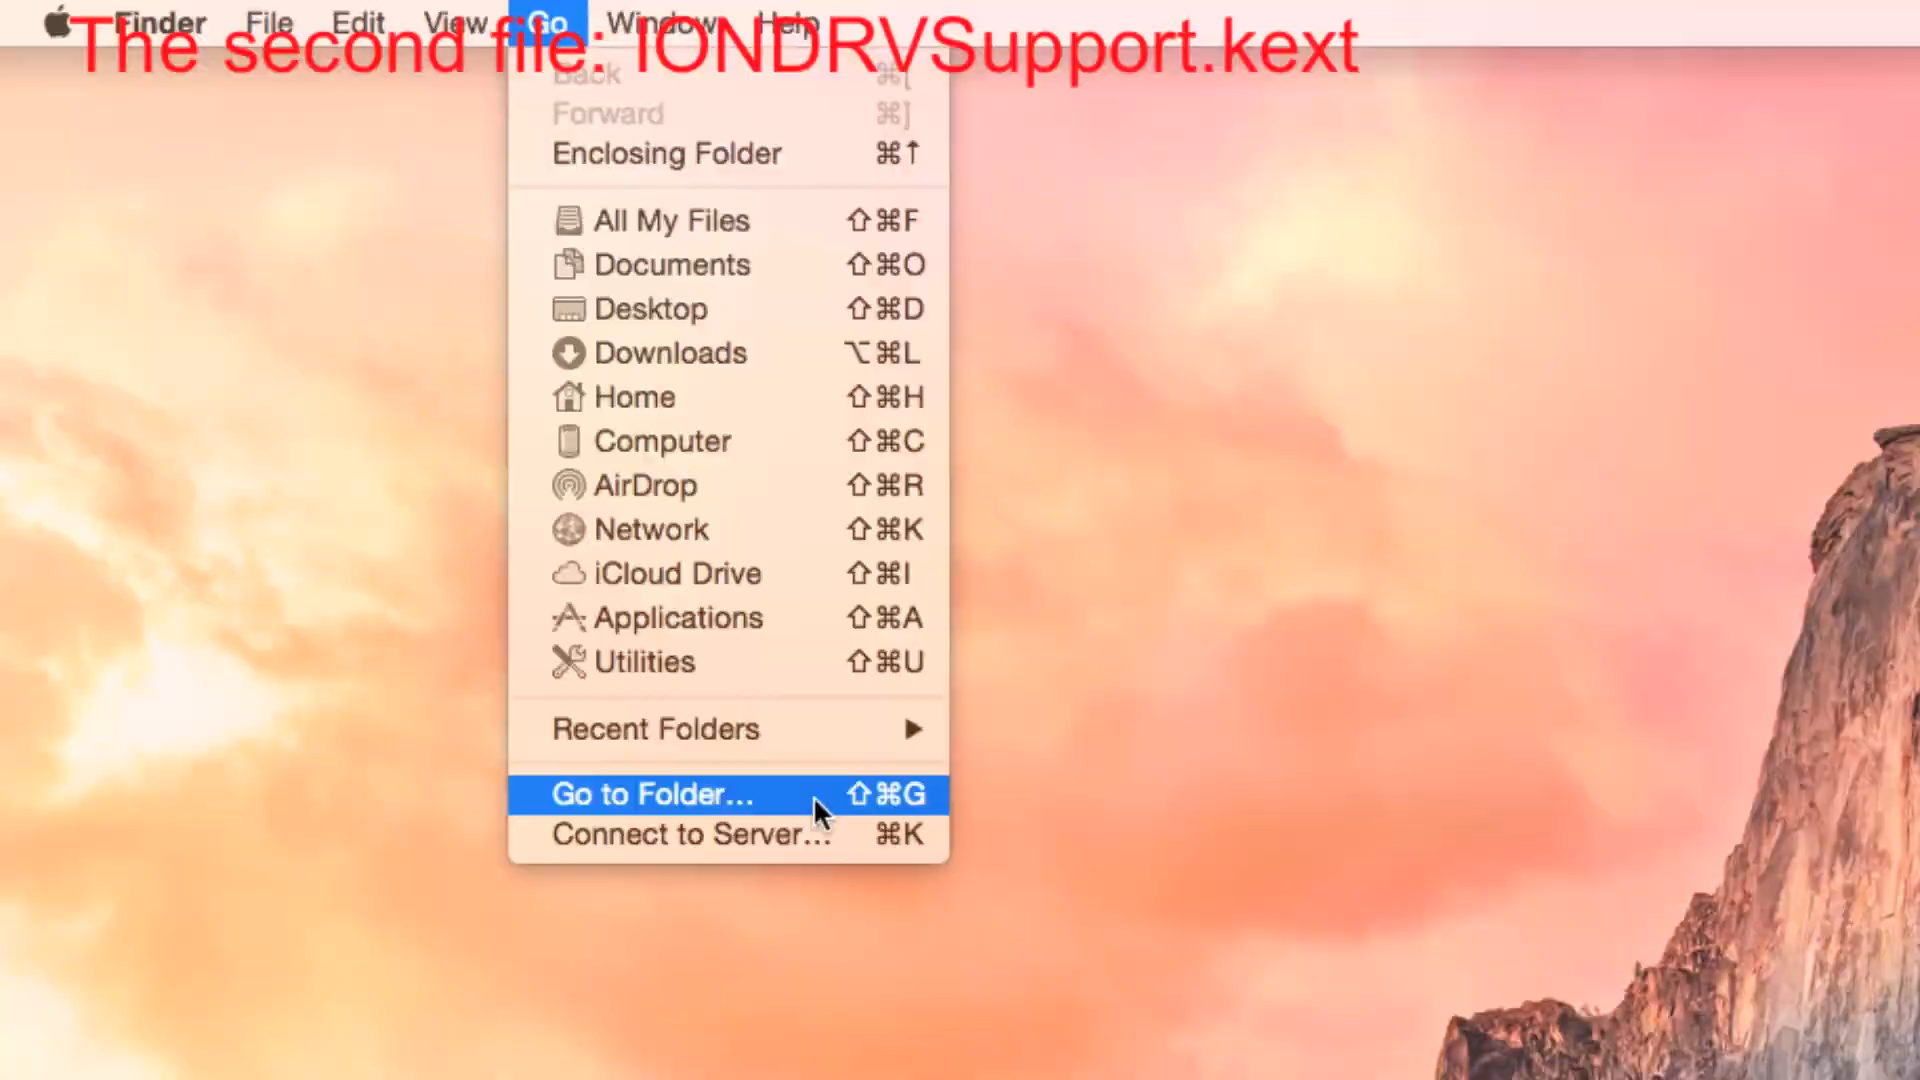 Finder File Edit View Go Window Help
The second file: IONDRVSupport.kext
Back ⌘[
Forward ⌘]
Enclosing Folder ⌘↑
All My Files ⇧⌘F
Documents ⇧⌘O
Desktop ⇧⌘D
Downloads ⌥⌘L
Home ⇧⌘H
Computer ⇧⌘C
AirDrop ⇧⌘R
Network ⇧⌘K
iCloud Drive ⇧⌘I
Applications ⇧⌘A
Utilities ⇧⌘U
Recent Folders ▶
Go to Folder... ⇧⌘G
Connect to Server... ⌘K